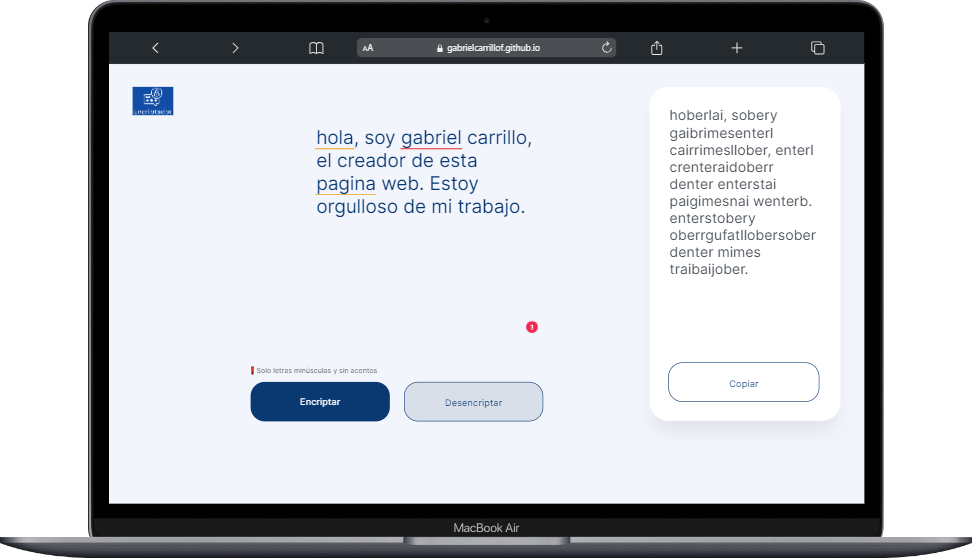 AA gabrielcarrillof.github.io
Encriptador
hola, soy gabriel carrillo,
el creador de esta
pagina web. Estoy
orgulloso de mi trabajo.
3
Solo letras minúsculas y sin acentos
Encriptar
Desencriptar
hoberlai, sobery
gaibrimesenterl
cairrimesllober, enterl
crenteraidoberr
denter enterstai
paigimesnai wenterb.
enterstobery
oberrgufatllobersober
denter mimes
traibaijober.
Copiar
MacBook Air